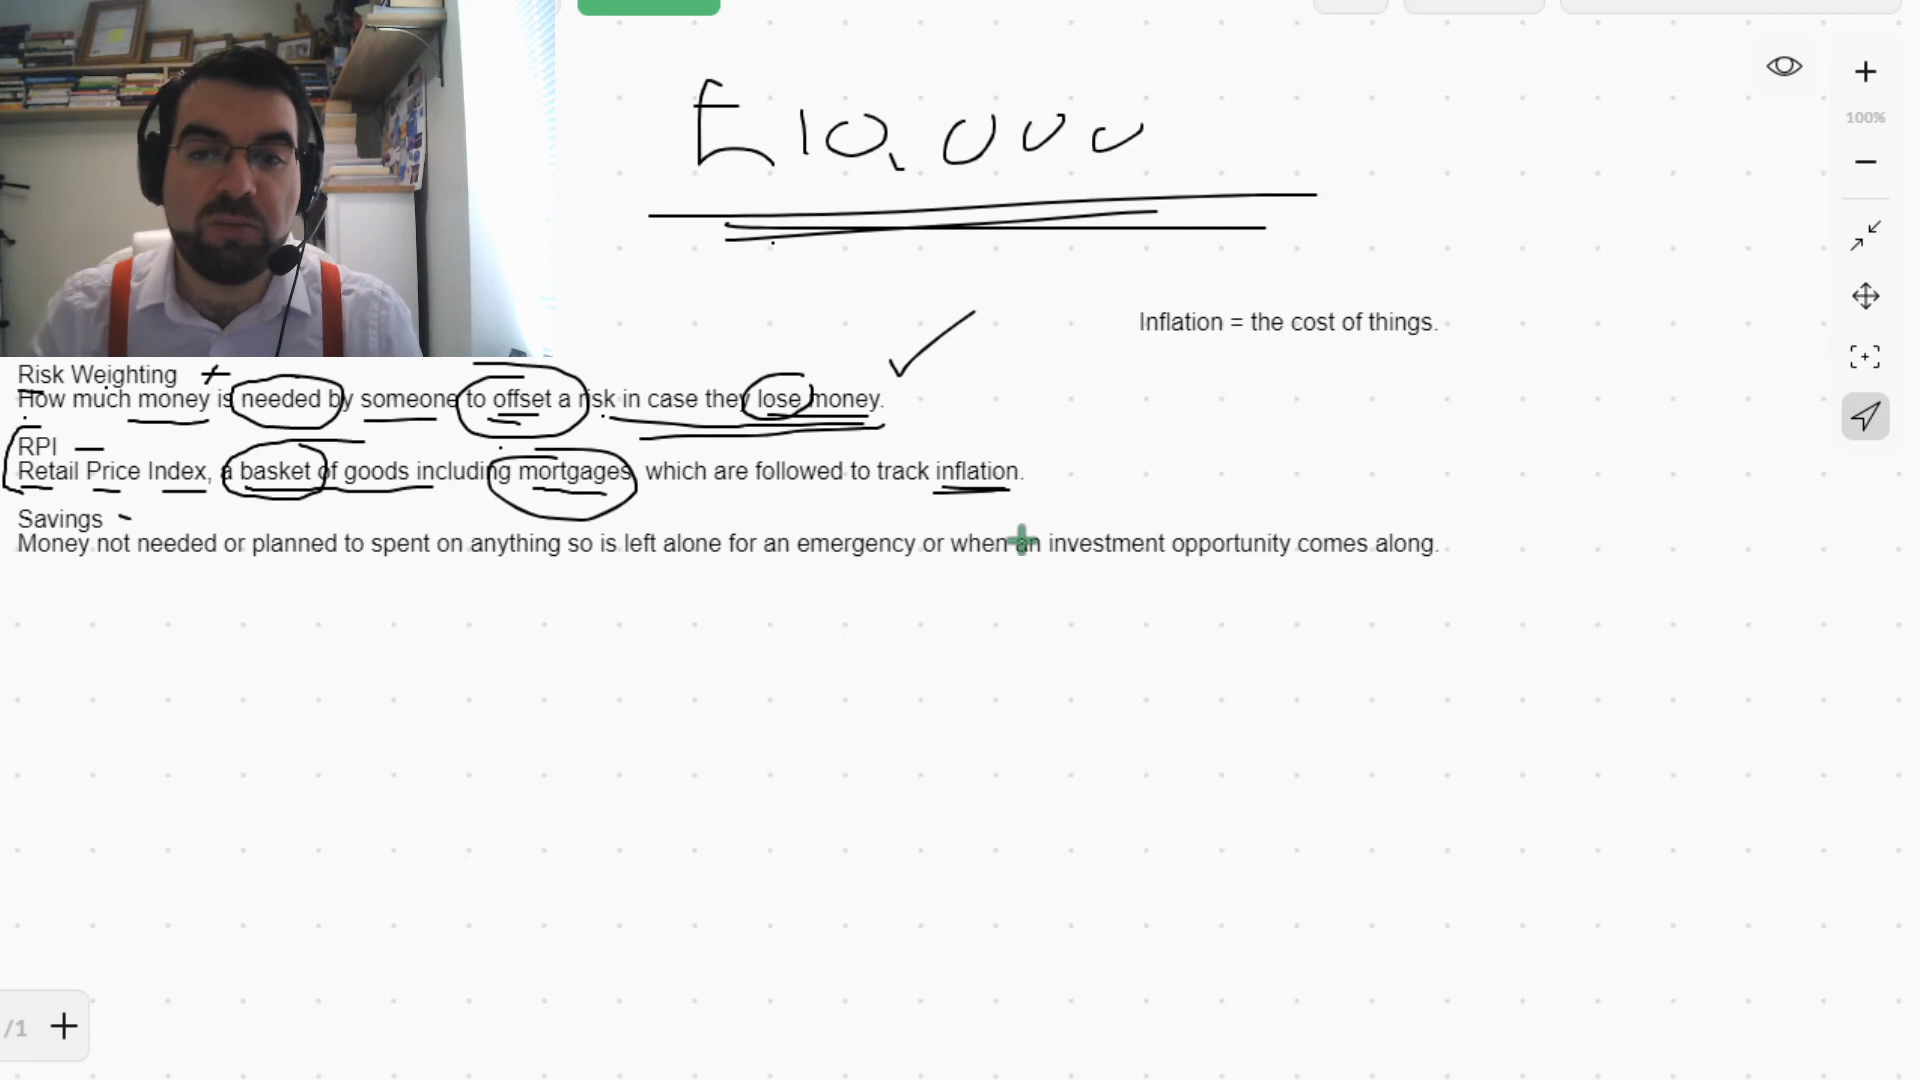 £10,000
100%
Inflation = the cost of things.
Risk Weighting
How much money is needed by someone to offset a risk in case they lose money.
RPI
Retail Price Index, a basket of goods including mortgages, which are followed to track inflation.
Savings
Money not needed or planned to spent on anything so is left alone for an emergency or when an investment opportunity comes along.
/1